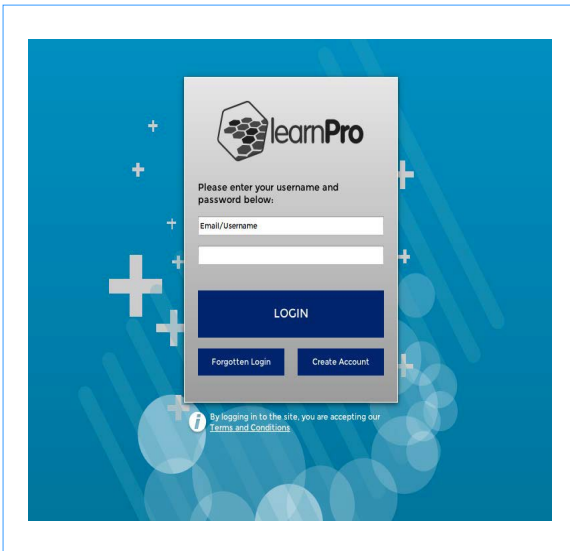 learnPro
Please enter your username and
password below:
Email/Username
LOGIN
Forgotten Login
Create Account
i
By logging in to the site, you are accepting our
Terms and Conditions